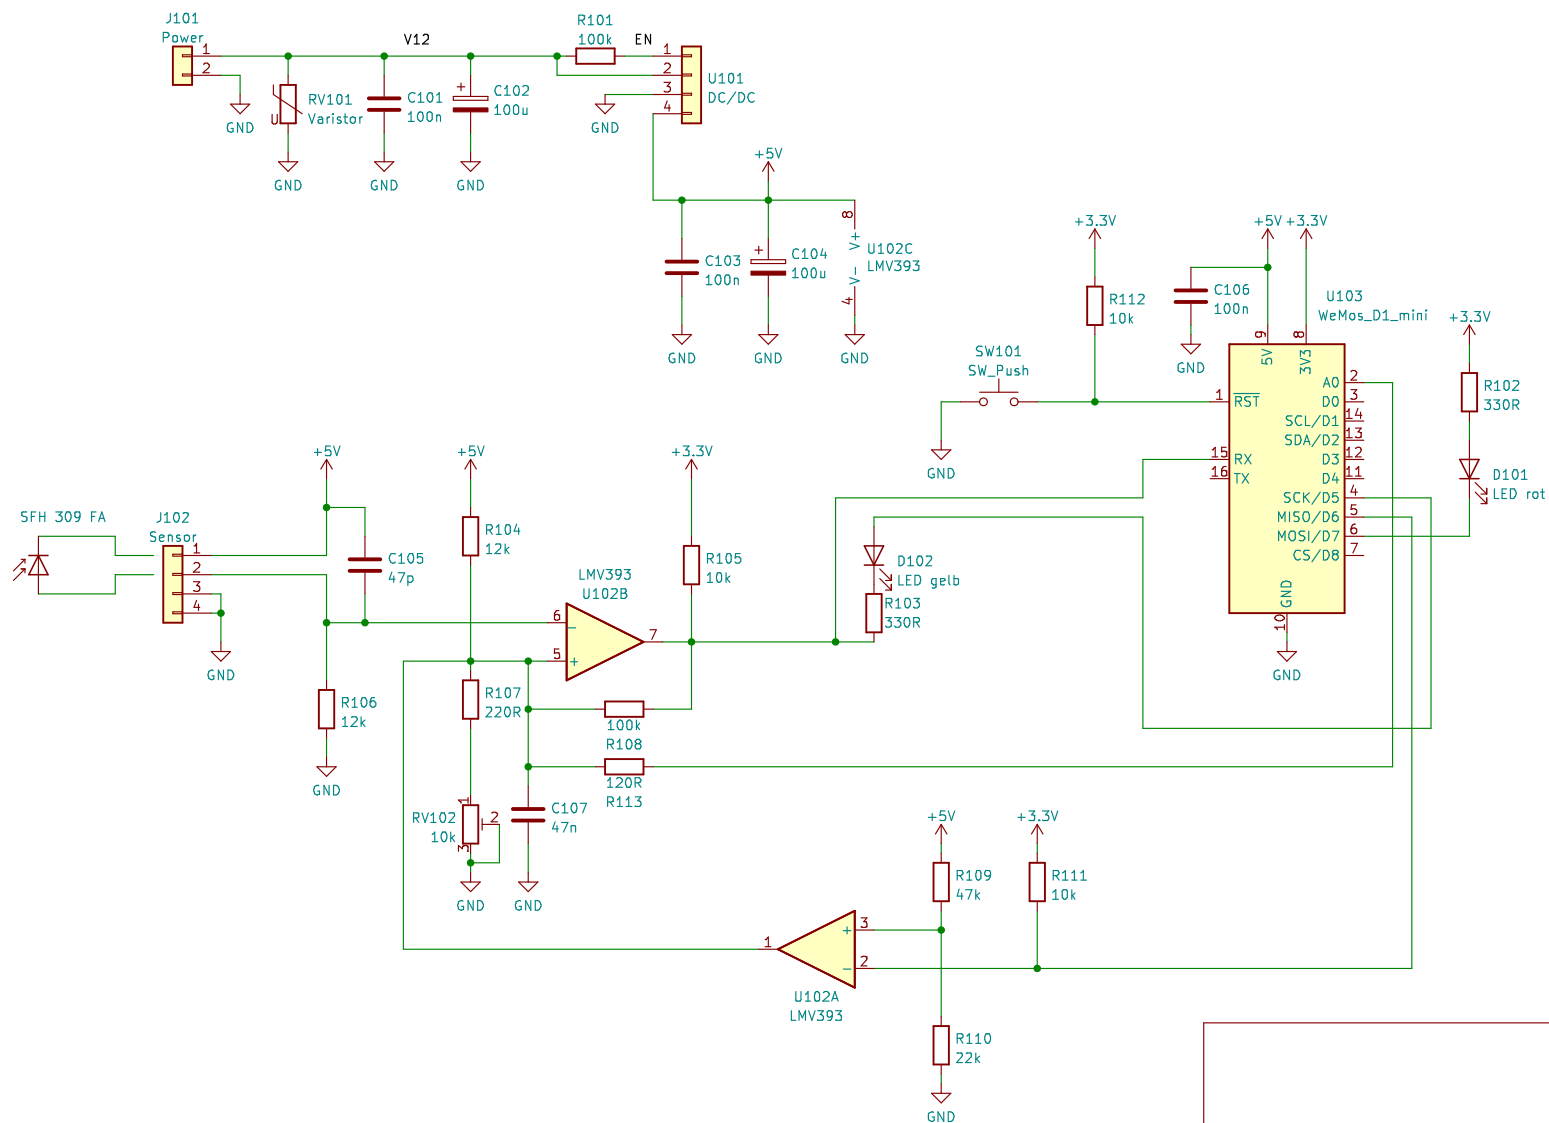 J101
Power
1
2
GND
V12
RV101
Varistor
U
GND
C101
100n
GND
+
C102
100u
GND
R101
100k
EN
1
2
3
4
U101
DC/DC
GND
+5V
C103
100n
GND
+
C104
100u
GND
8
V+
V-
4
U102C
LMV393
GND
+3.3V
R112
10k
SW101
SW_Push
GND
+5V
+3.3V
C106
100n
GND
U103
WeMos_D1_mini
9
8
5V
3V3
1
RST
15
RX
16
TX
A0
2
D0
3
SCL/D1
14
SDA/D2
13
D3
12
D4
11
SCK/D5
4
MISO/D6
5
MOSI/D7
6
CS/D8
7
GND
10
GND
+3.3V
R102
330R
D101
LED rot
SFH 309 FA
J102
Sensor
1
2
3
4
GND
+5V
C105
47p
R106
12k
GND
+5V
R104
12k
R107
220R
RV102
10k
1
2
3
GND
C107
47n
GND
LMV393
U102B
6
-
5
+
7
+3.3V
R105
10k
100k
R108
120R
R113
D102
LED gelb
R103
330R
+5V
R109
47k
+3.3V
R111
10k
1
3
+
2
-
U102A
LMV393
R110
22k
GND